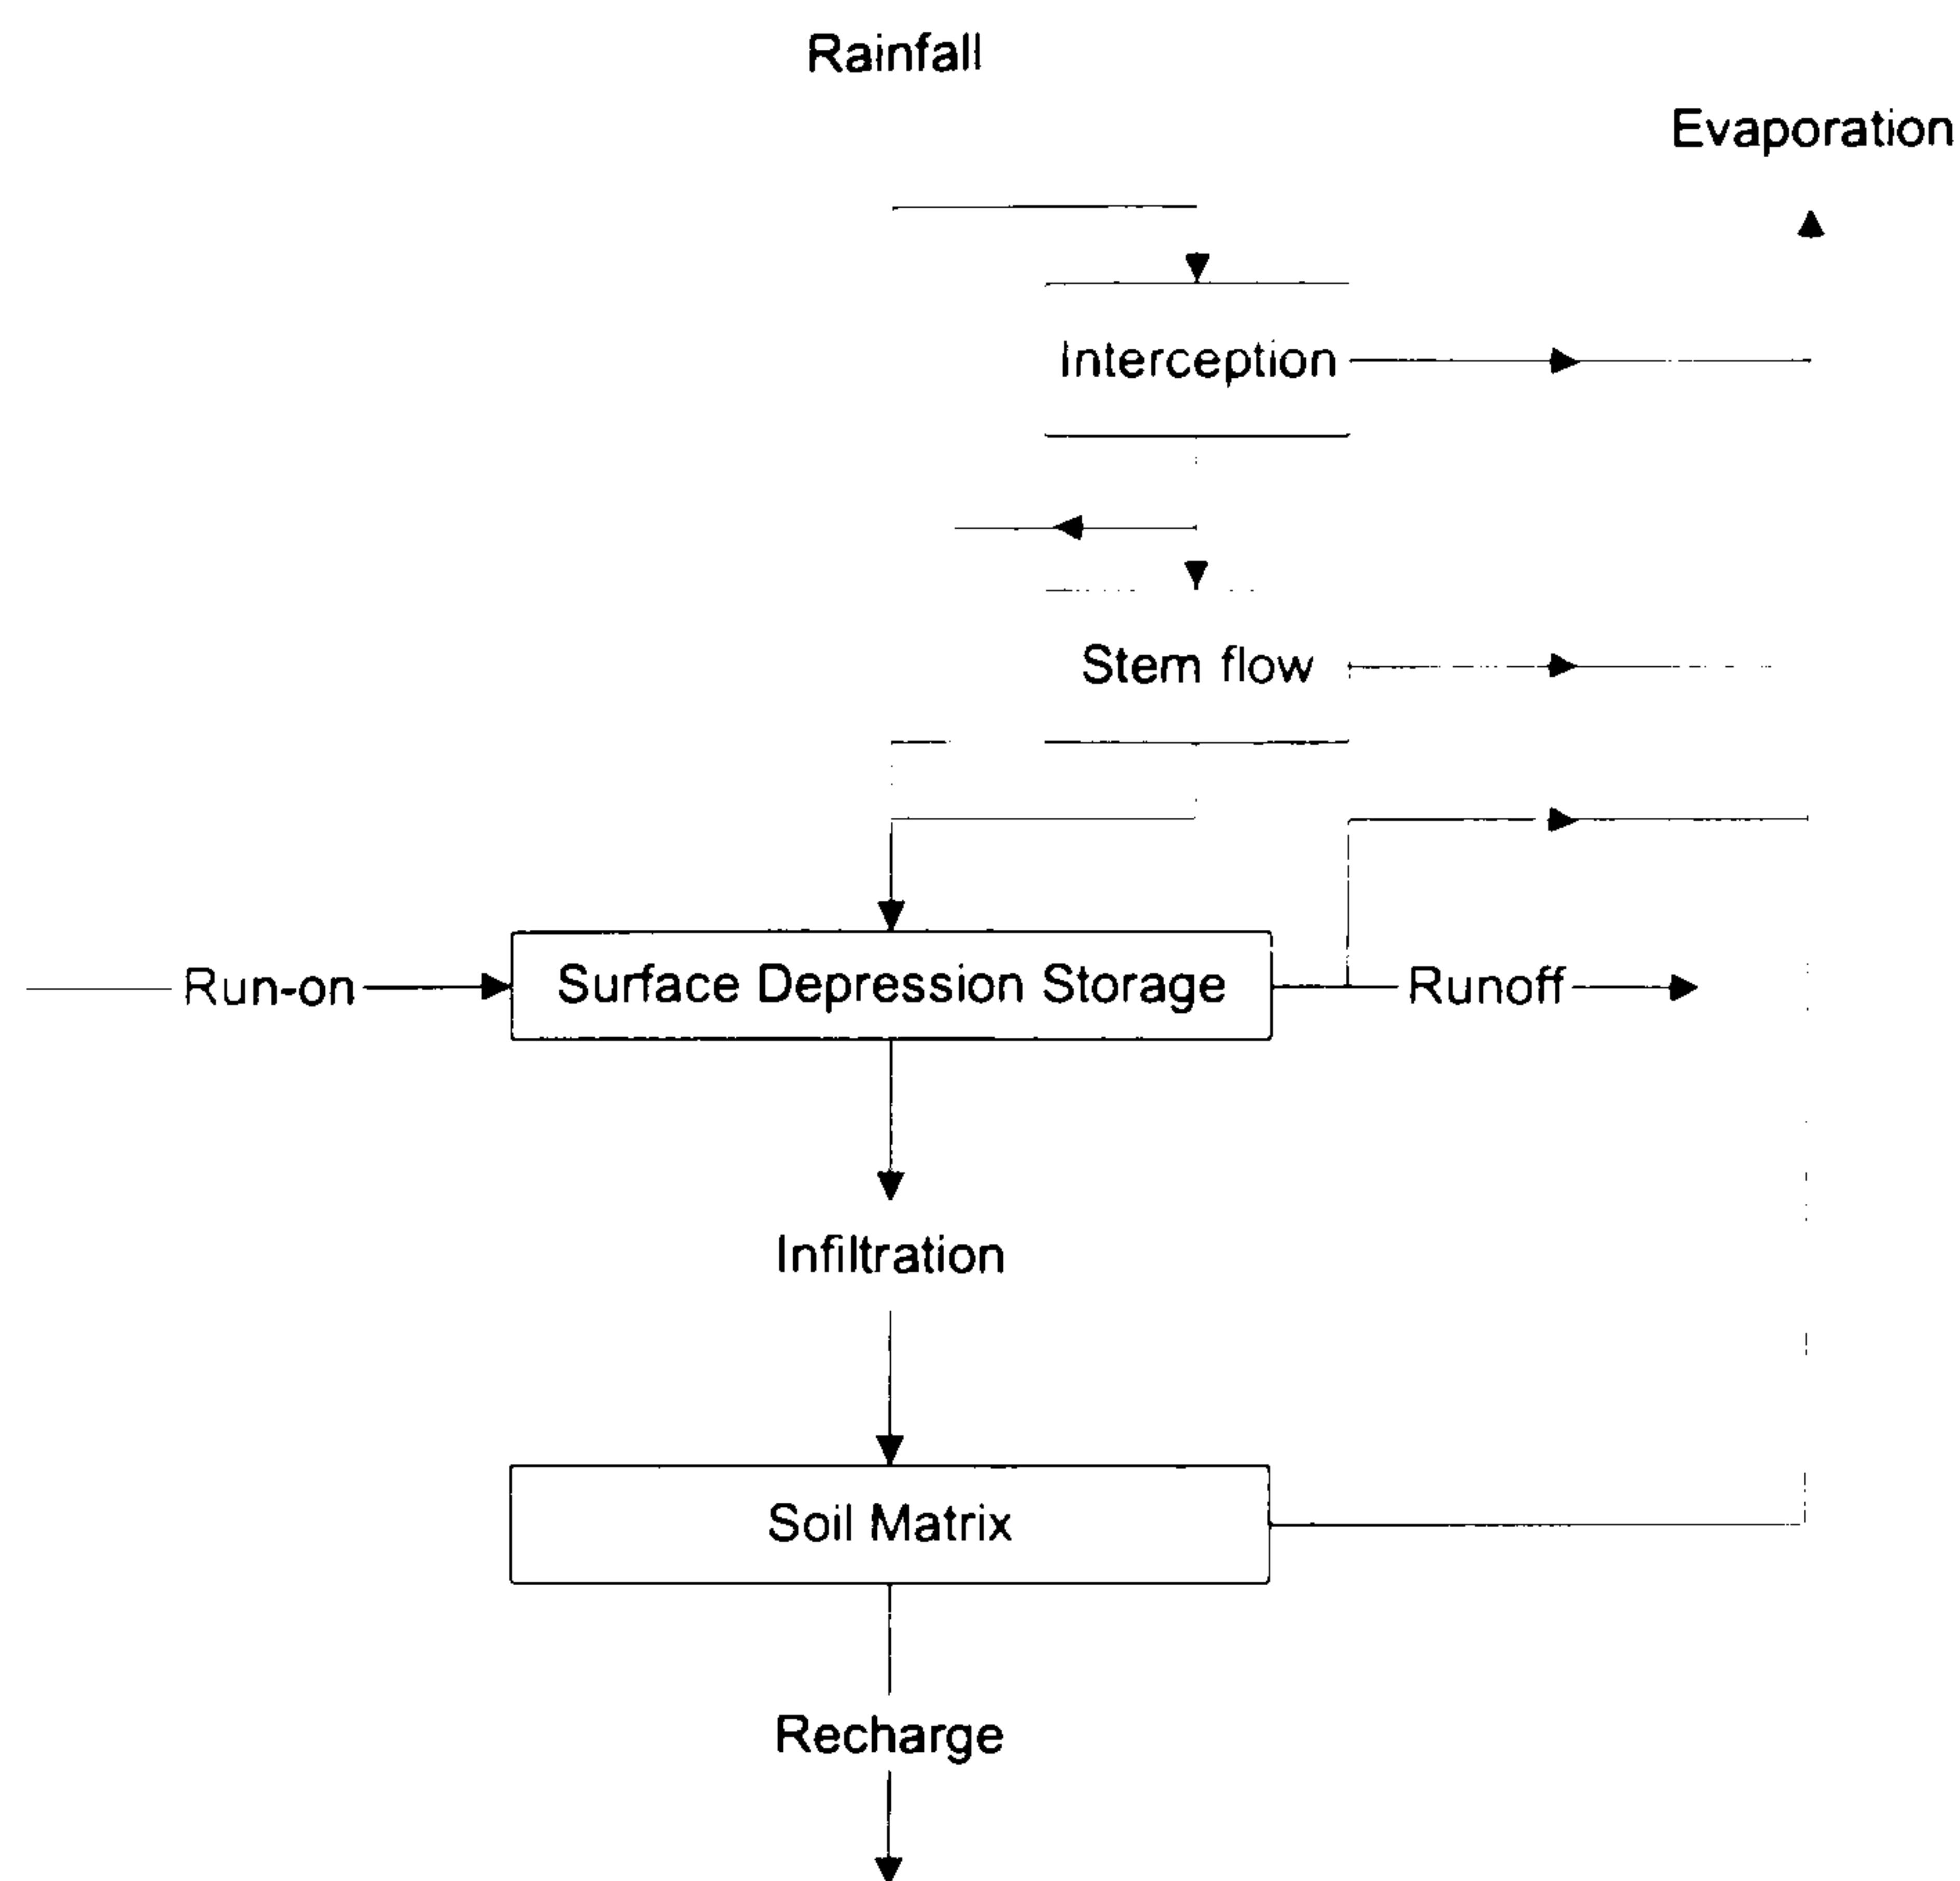 Rainfall
Evaporation
Interception
Stem flow
Run-on
Surface Depression Storage
Runoff
Infiltration
Soil Matrix
Recharge